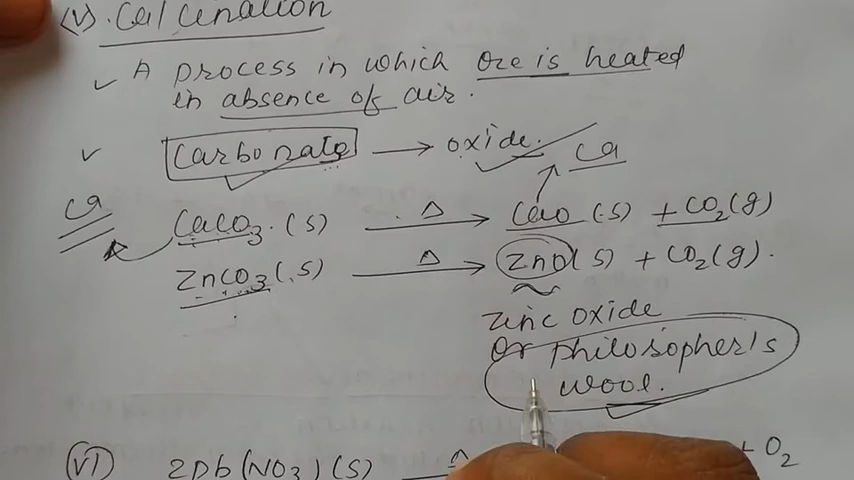 (V). Calcination
✓ A process in which ore is heated
in absence of air.
✓ Carbonate → oxide.
Ca
Ca
CaCO₃.(s) →Δ CaO(s) + CO₂(g)
ZnCO₃(s) →Δ ZnO(s) + CO₂(g).
zinc oxide
Or philosopher's
wool.
(VI) 2Pb(NO₃)(s) →Δ + O₂